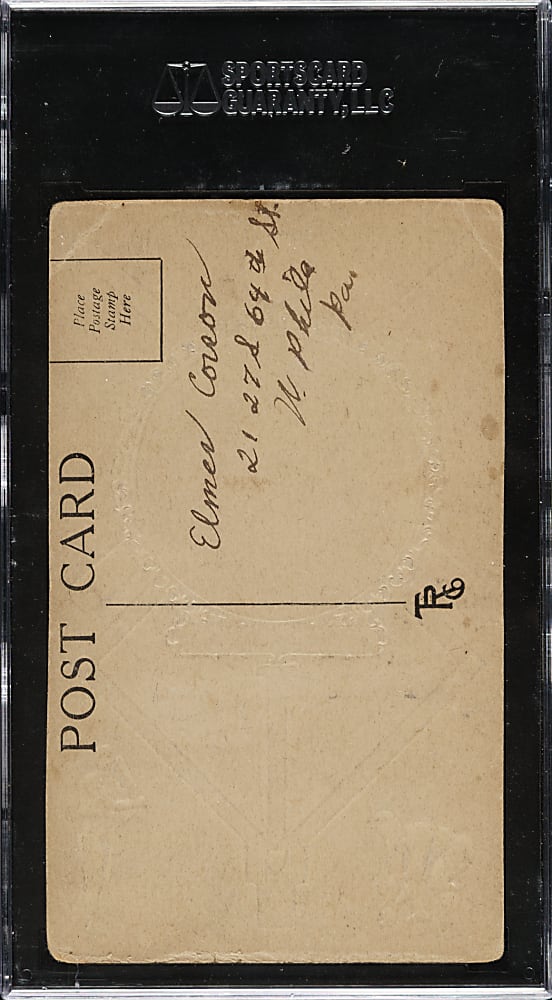 SPORTSCARD
GUARANTY, LLC
Place
Postage
Stamp
Here
POST CARD
Elmer Corson
2127 S 64th St.
W. Phila
Pa.